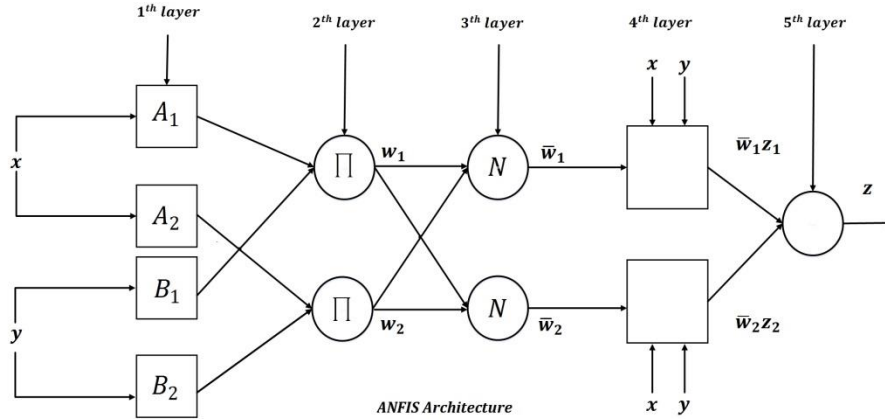 1ᵗʰ layer
2ᵗʰ layer
3ᵗʰ layer
4ᵗʰ layer
5ᵗʰ layer
x y
A₁
∏ w₁ N w̅₁ w̅₁z₁
x
A₂
z
B₁
∏ w₂ N w̅₂ w̅₂z₂
y
B₂
x y
ANFIS Architecture